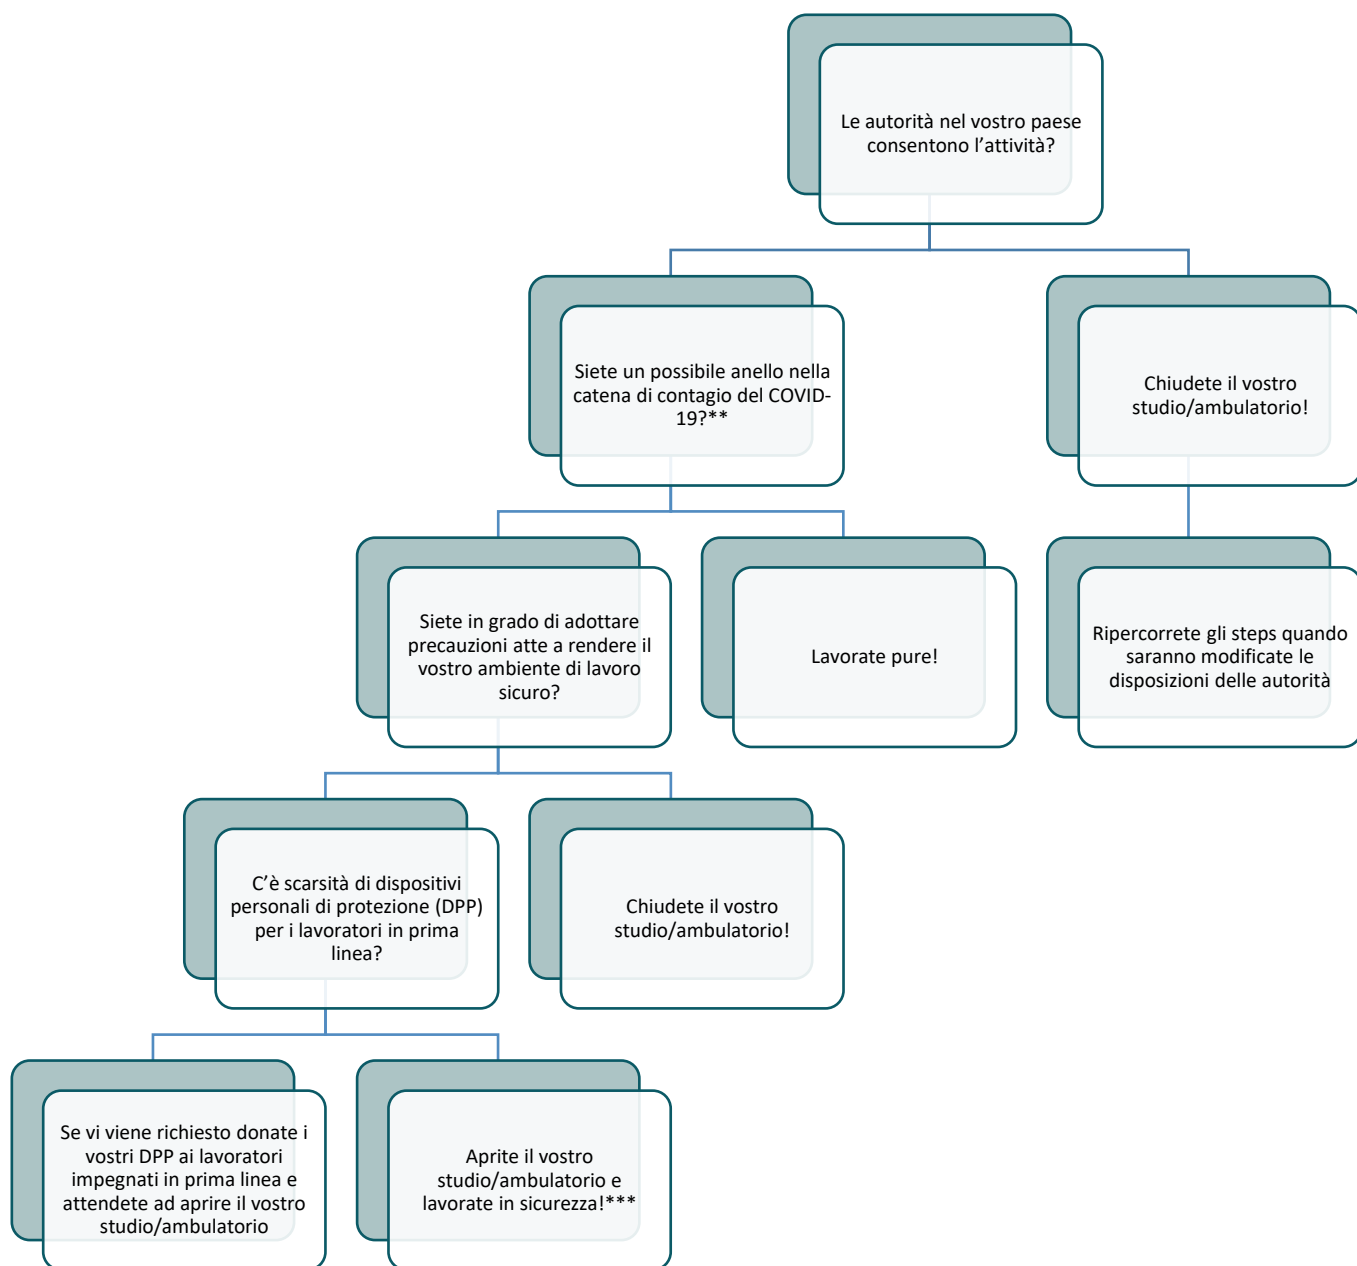 Le autorità nel vostro paese
consentono l’attività?
Siete un possibile anello nella
catena di contagio del COVID-
19?**
Chiudete il vostro
studio/ambulatorio!
Siete in grado di adottare
precauzioni atte a rendere il
vostro ambiente di lavoro
sicuro?
Lavorate pure!
Ripercorrete gli steps quando
saranno modificate le
disposizioni delle autorità
C’è scarsità di dispositivi
personali di protezione (DPP)
per i lavoratori in prima
linea?
Chiudete il vostro
studio/ambulatorio!
Se vi viene richiesto donate i
vostri DPP ai lavoratori
impegnati in prima linea e
attendete ad aprire il vostro
studio/ambulatorio
Aprite il vostro
studio/ambulatorio e
lavorate in sicurezza!***